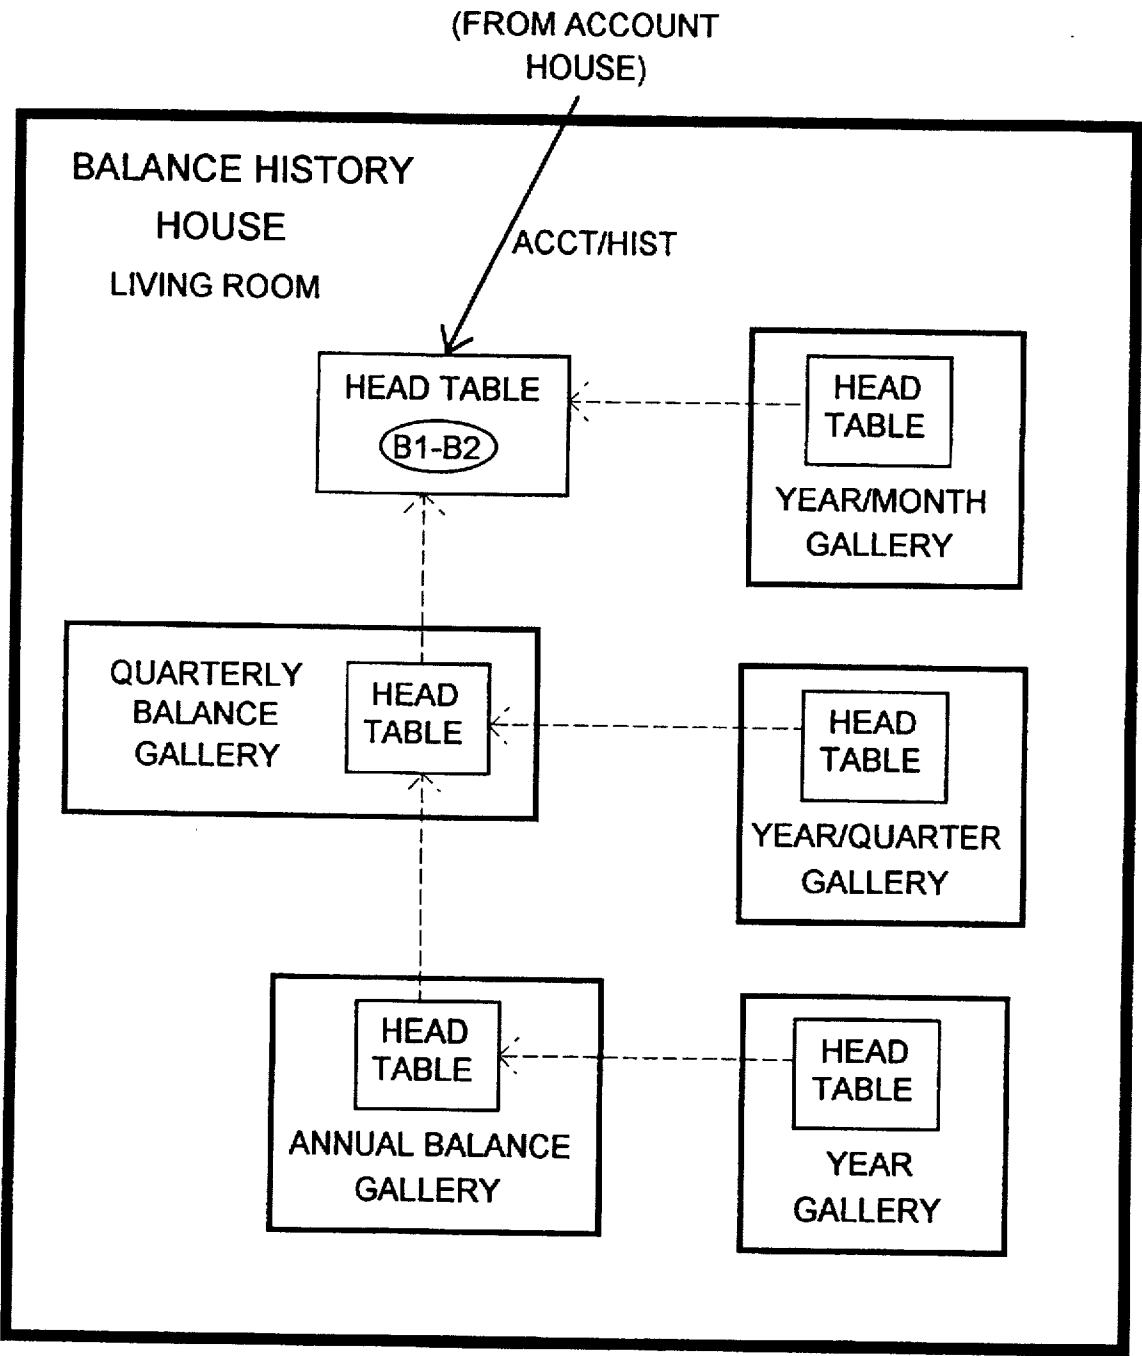 (FROM ACCOUNT
HOUSE)
BALANCE HISTORY
HOUSE
LIVING ROOM
ACCT/HIST
HEAD TABLE
B1-B2
HEAD
TABLE
YEAR/MONTH
GALLERY
QUARTERLY
BALANCE
GALLERY
HEAD
TABLE
HEAD
TABLE
YEAR/QUARTER
GALLERY
HEAD
TABLE
ANNUAL BALANCE
GALLERY
HEAD
TABLE
YEAR
GALLERY